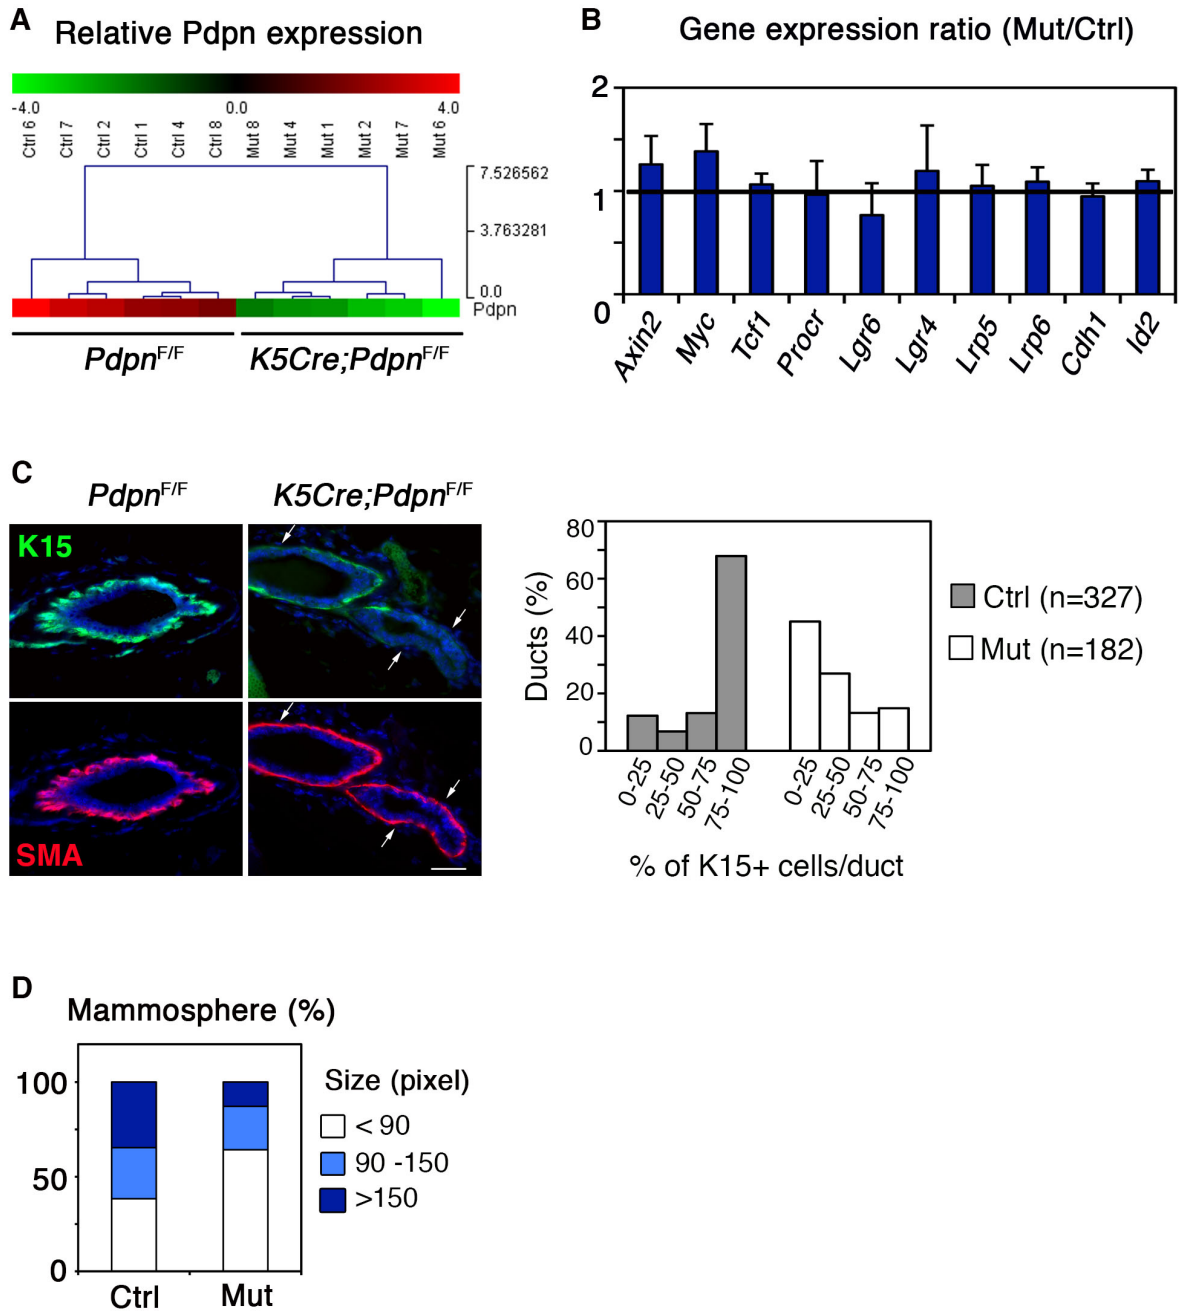 A
Relative Pdpn expression
-4.0 0.0 4.0
Ctrl 6 Ctrl 7 Ctrl 2 Ctrl 1 Ctrl 4 Ctrl 8 Mut 8 Mut 4 Mut 1 Mut 2 Mut 7 Mut 6
7.526562
3.763281
0.0
Pdpn
PdpnF/F K5Cre;PdpnF/F
B
Gene expression ratio (Mut/Ctrl)
2
1
0
Axin2 Myc Tcf1 Procr Lgr6 Lgr4 Lrp5 Lrp6 Cdh1 Id2
C
PdpnF/F K5Cre;PdpnF/F
K15
SMA
Ducts (%)
80
60
40
20
0
0-25 25-50 50-75 75-100 0-25 25-50 50-75 75-100
% of K15+ cells/duct
Ctrl (n=327)
Mut (n=182)
D
Mammosphere (%)
100
50
0
Ctrl Mut
Size (pixel)
< 90
90 -150
>150